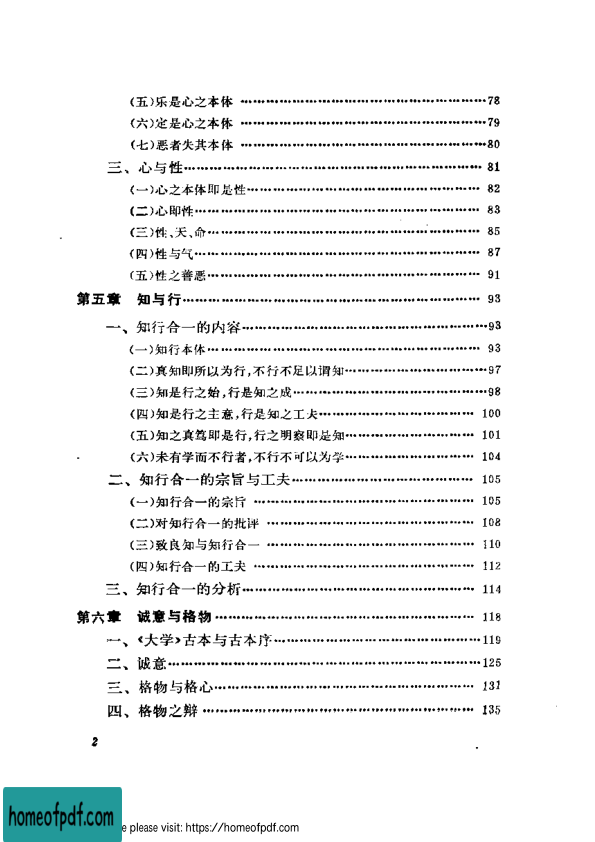 (五)乐是心之本体 ……………………………………78
(六)定是心之本体 ……………………………………79
(七)恶者失其本体 ……………………………………80
三、心与性…………………………………………… 81
(一)心之本体即是性………………………………… 82
(二)心即性…………………………………………… 83
(三)性、天、命……………………………………… 85
(四)性与气…………………………………………… 87
(五)性之善恶………………………………………… 91
第五章 知与行……………………………………… 93
一、知行合一的内容……………………………………93
(一)知行本体………………………………………… 93
(二)真知即所以为行,不行不足以谓知………………97
(三)知是行之始,行是知之成…………………………98
(四)知是行之主意,行是知之工夫………………… 100
(五)知之真笃即是行,行之明察即是知…………… 101
(六)未有学而不行者,不行不可以为学…………… 104
二、知行合一的宗旨与工夫………………………… 105
(一)知行合一的宗旨 ……………………………… 105
(二)对知行合一的批评 …………………………… 108
(三)致良知与知行合一 …………………………… 110
(四)知行合一的工夫 ……………………………… 112
三、知行合一的分析………………………………… 114
第六章 诚意与格物………………………………… 118
一、《大学》古本与古本序……………………………119
二、诚意…………………………………………………125
三、格物与格心……………………………………… 131
四、格物之辩 ………………………………………… 135
2
homeofpdf.com
e please visit: https://homeofpdf.com